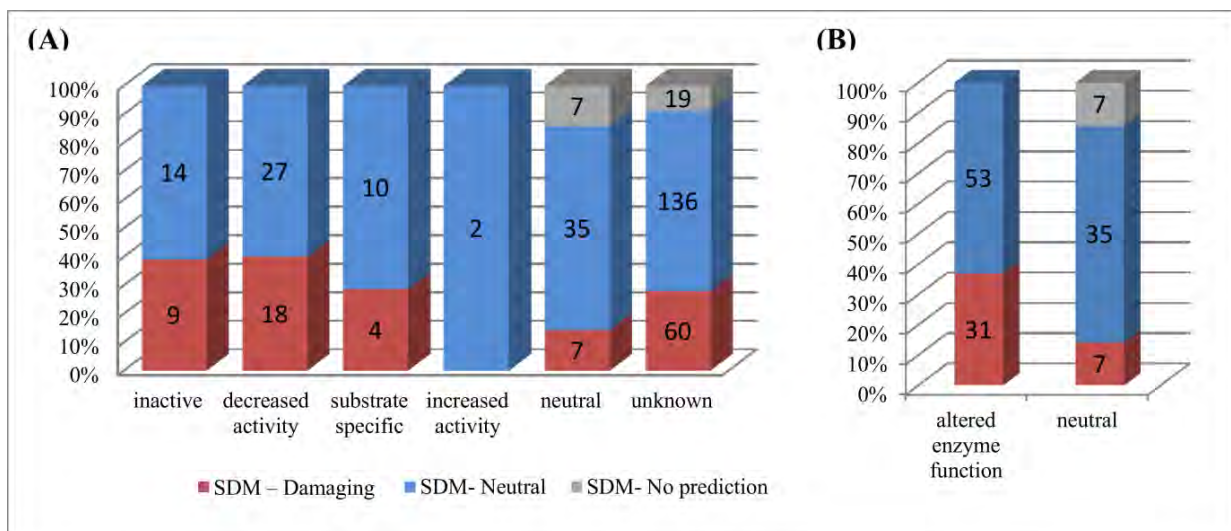 (A)
100%
90%
80%
70%
60%
50%
40%
30%
20%
10%
0%
14
27
10
2
7
35
19
136
9
18
4
7
60
inactive
decreased activity
substrate specific
increased activity
neutral
unknown
(B)
100%
90%
80%
70%
60%
50%
40%
30%
20%
10%
0%
53
31
7
35
7
altered
enzyme
function
neutral
SDM – Damaging
SDM- Neutral
SDM- No prediction